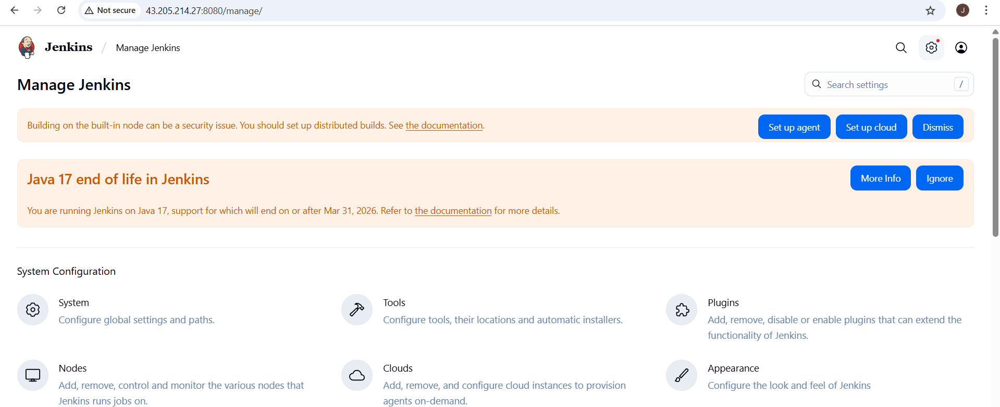 Not secure 43.205.214.27:8080/manage/
J
Jenkins / Manage Jenkins
Manage Jenkins
Search settings /
Building on the built-in node can be a security issue. You should set up distributed builds. See the documentation.
Set up agent
Set up cloud
Dismiss
Java 17 end of life in Jenkins
More Info
Ignore
You are running Jenkins on Java 17, support for which will end on or after Mar 31, 2026. Refer to the documentation for more details.
System Configuration
System
Configure global settings and paths.
Tools
Configure tools, their locations and automatic installers.
Plugins
Add, remove, disable or enable plugins that can extend the
functionality of Jenkins.
Nodes
Add, remove, control and monitor the various nodes that
Jenkins runs jobs on.
Clouds
Add, remove, and configure cloud instances to provision
agents on-demand.
Appearance
Configure the look and feel of Jenkins